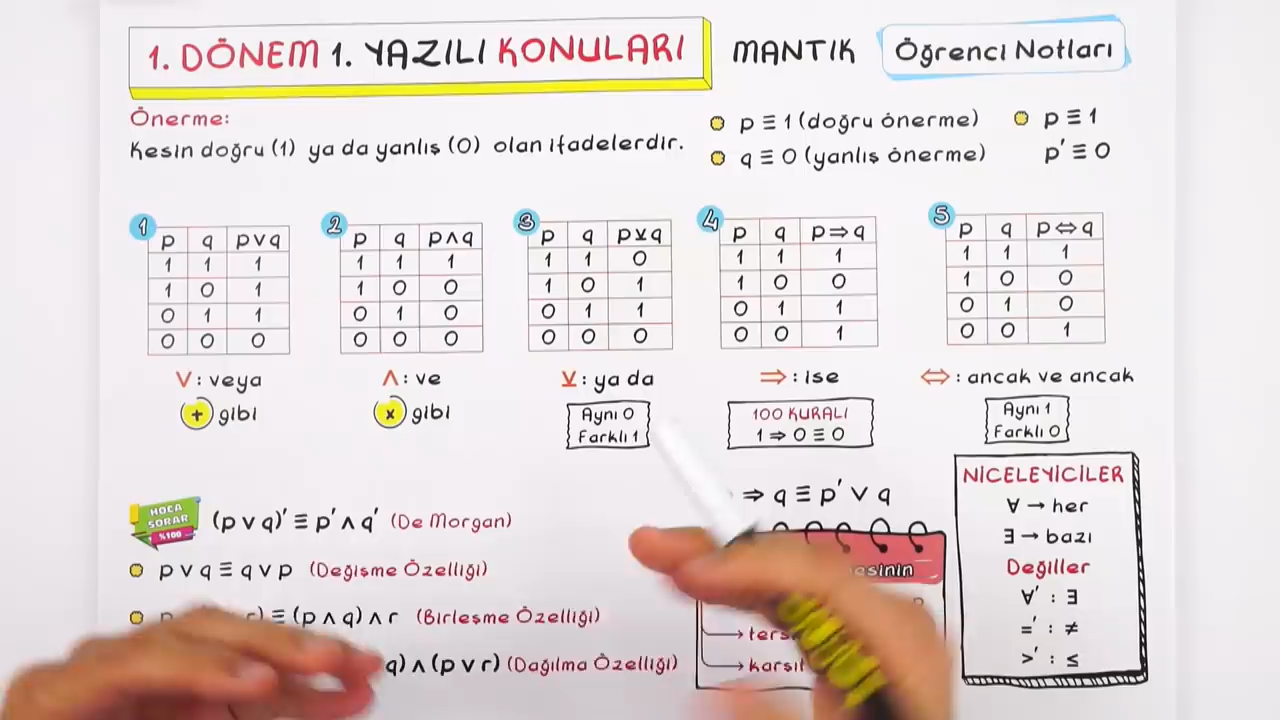 1. DÖNEM 1. YAZILI KONULARI
MANTIK
Öğrenci Notları
Önerme:
Kesin doğru (1) ya da yanlış (0) olan ifadelerdir.
p ≡ 1 (doğru önerme)
q ≡ 0 (yanlış önerme)
p ≡ 1
p′ ≡ 0
1
p q p∨q
1 1 1
1 0 1
0 1 1
0 0 0
∨ : veya
+ gibi
2
p q p∧q
1 1 1
1 0 0
0 1 0
0 0 0
∧ : ve
x gibi
3
p q p⊻q
1 1 0
1 0 1
0 1 1
0 0 0
⊻ : ya da
Aynı 0
Farklı 1
4
p q p⇒q
1 1 1
1 0 0
0 1 1
0 0 1
⇒ : ise
100 KURALI
1 ⇒ 0 ≡ 0
5
p q p⇔q
1 1 1
1 0 0
0 1 0
0 0 1
⇔ : ancak ve ancak
Aynı 1
Farklı 0
HOCA
SORAR
%100
(p ∨ q)′ ≡ p′ ∧ q′ (De Morgan)
p ∨ q ≡ q ∨ p (Değişme Özelliği)
r) ≡ (p ∧ q) ∧ r (Birleşme Özelliği)
q) ∧ (p ∨ r) (Dağılma Özelliği)
⇒ q ≡ p′ ∨ q
→ ters
→ karşıt
NİCELEYİCİLER
∀ → her
∃ → bazı
Değiller
∀′ : ∃
=′ : ≠
>′ : ≤